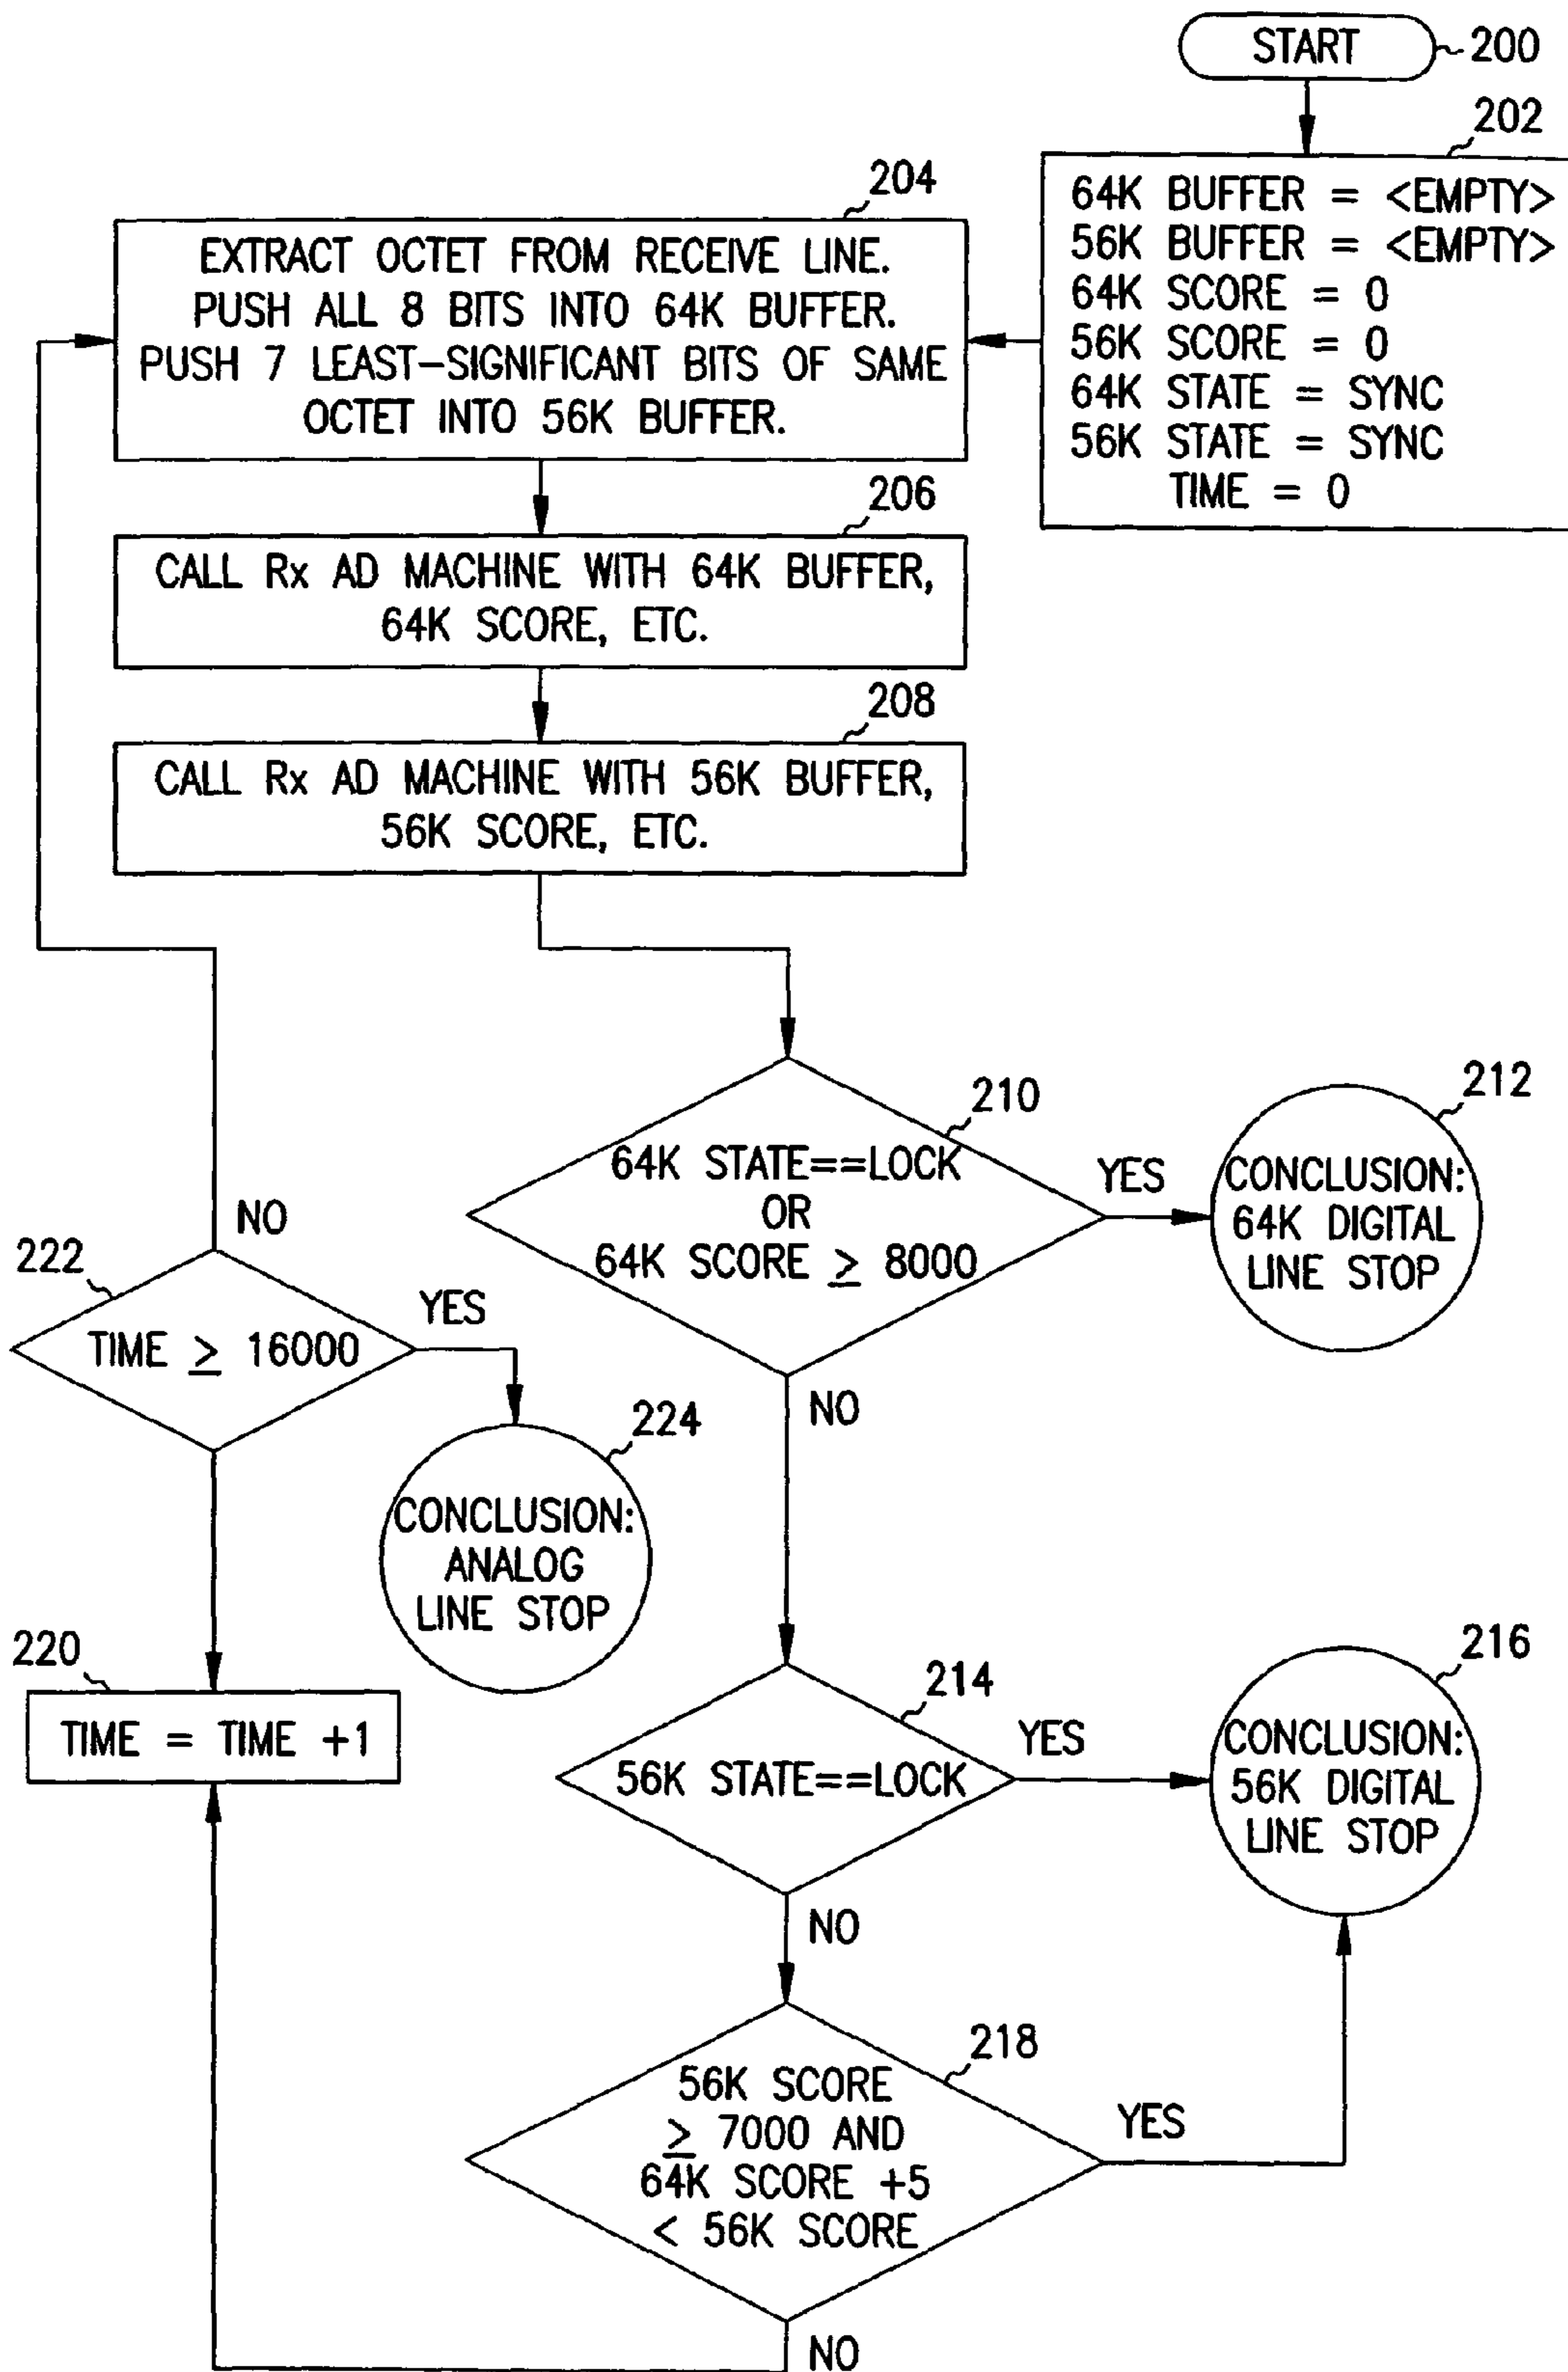 START
200
202
64K BUFFER = <EMPTY>
56K BUFFER = <EMPTY>
64K SCORE = 0
56K SCORE = 0
64K STATE = SYNC
56K STATE = SYNC
TIME = 0
204
EXTRACT OCTET FROM RECEIVE LINE.
PUSH ALL 8 BITS INTO 64K BUFFER.
PUSH 7 LEAST-SIGNIFICANT BITS OF SAME
OCTET INTO 56K BUFFER.
206
CALL Rx AD MACHINE WITH 64K BUFFER,
64K SCORE, ETC.
208
CALL Rx AD MACHINE WITH 56K BUFFER,
56K SCORE, ETC.
210
64K STATE==LOCK
OR
64K SCORE ≥ 8000
YES
212
CONCLUSION:
64K DIGITAL
LINE STOP
NO
214
56K STATE==LOCK
YES
216
CONCLUSION:
56K DIGITAL
LINE STOP
NO
218
56K SCORE
≥ 7000 AND
64K SCORE +5
< 56K SCORE
YES
NO
220
TIME = TIME +1
222
TIME ≥ 16000
NO
YES
224
CONCLUSION:
ANALOG
LINE STOP